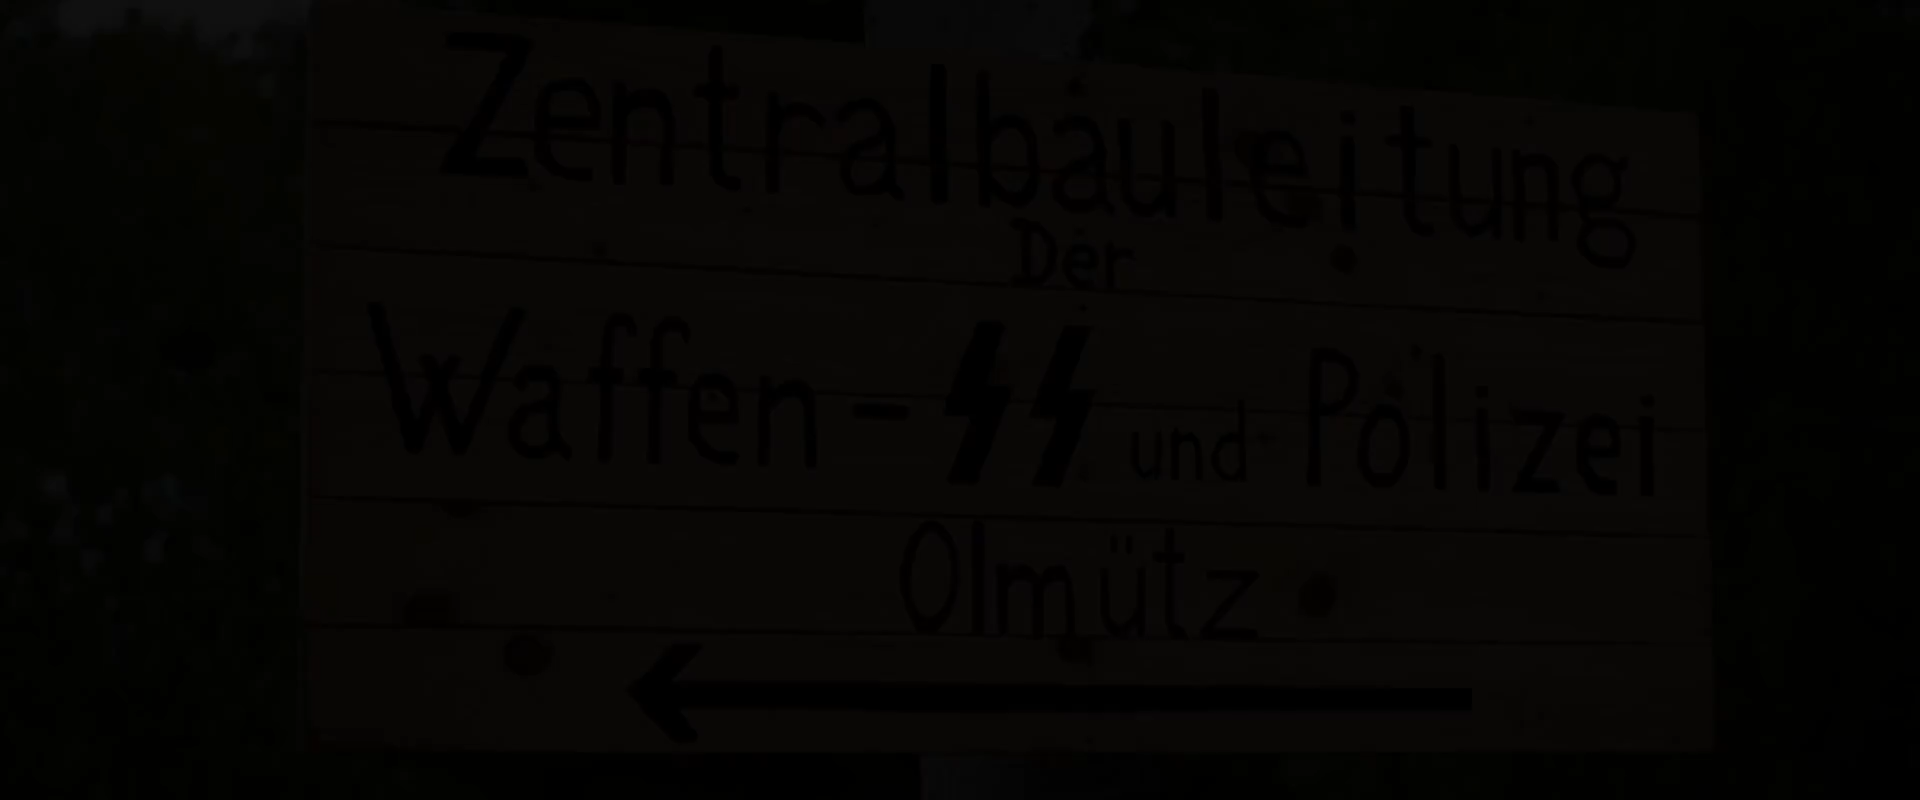 Zentralbauleitung
Der
Waffen-ᛋᛋ und Polizei
Olmütz